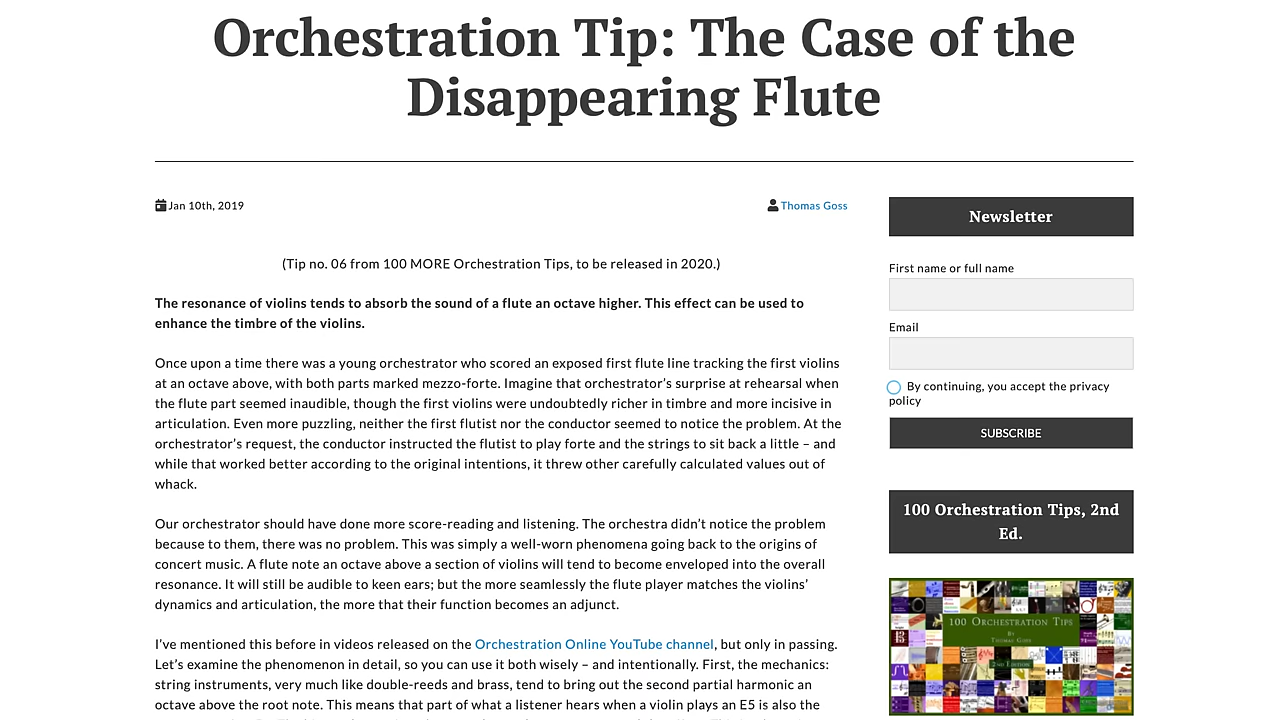 Orchestration Tip: The Case of the
Disappearing Flute
Jan 10th, 2019
Thomas Goss
(Tip no. 06 from 100 MORE Orchestration Tips, to be released in 2020.)
The resonance of violins tends to absorb the sound of a flute an octave higher. This effect can be used to
enhance the timbre of the violins.
Once upon a time there was a young orchestrator who scored an exposed first flute line tracking the first violins
at an octave above, with both parts marked mezzo-forte. Imagine that orchestrator’s surprise at rehearsal when
the flute part seemed inaudible, though the first violins were undoubtedly richer in timbre and more incisive in
articulation. Even more puzzling, neither the first flutist nor the conductor seemed to notice the problem. At the
orchestrator’s request, the conductor instructed the flutist to play forte and the strings to sit back a little – and
while that worked better according to the original intentions, it threw other carefully calculated values out of
whack.
Our orchestrator should have done more score-reading and listening. The orchestra didn’t notice the problem
because to them, there was no problem. This was simply a well-worn phenomena going back to the origins of
concert music. A flute note an octave above a section of violins will tend to become enveloped into the overall
resonance. It will still be audible to keen ears; but the more seamlessly the flute player matches the violins’
dynamics and articulation, the more that their function becomes an adjunct.
I’ve mentioned this before in videos released on the Orchestration Online YouTube channel, but only in passing.
Let’s examine the phenomenon in detail, so you can use it both wisely – and intentionally. First, the mechanics:
string instruments, very much like double-reeds and brass, tend to bring out the second partial harmonic an
octave above the root note. This means that part of what a listener hears when a violin plays an E5 is also the
Newsletter
First name or full name
Email
By continuing, you accept the privacy
policy
SUBSCRIBE
100 Orchestration Tips, 2nd
Ed.
100 Orchestration Tips
By
Thomas Goss
2nd Edition